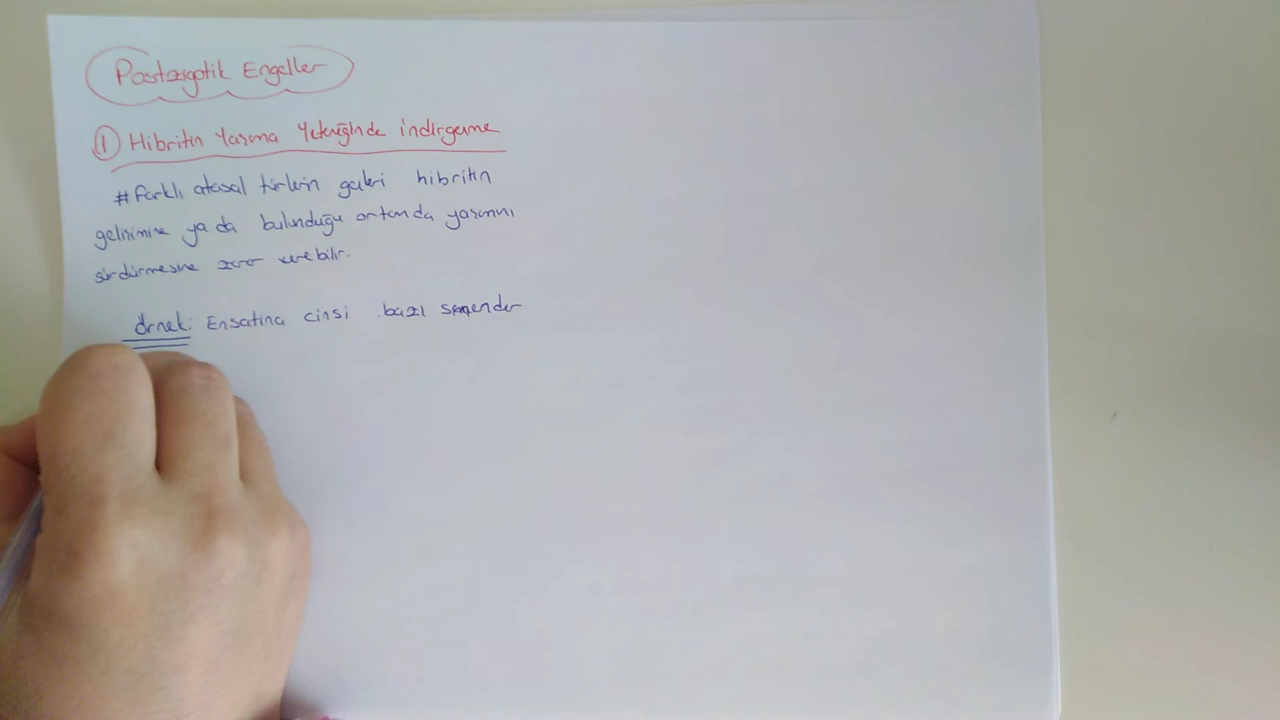 Postzigotik Engeller
① Hibritin Yaşama Yeteneğinde indirgenme
# Farklı atasal türlerin genleri hibritin
gelişimine ya da bulunduğu ortamda yaşamını
sürdürmesine zarar verebilir.
Örnek: Ensatina cinsi bazı semender